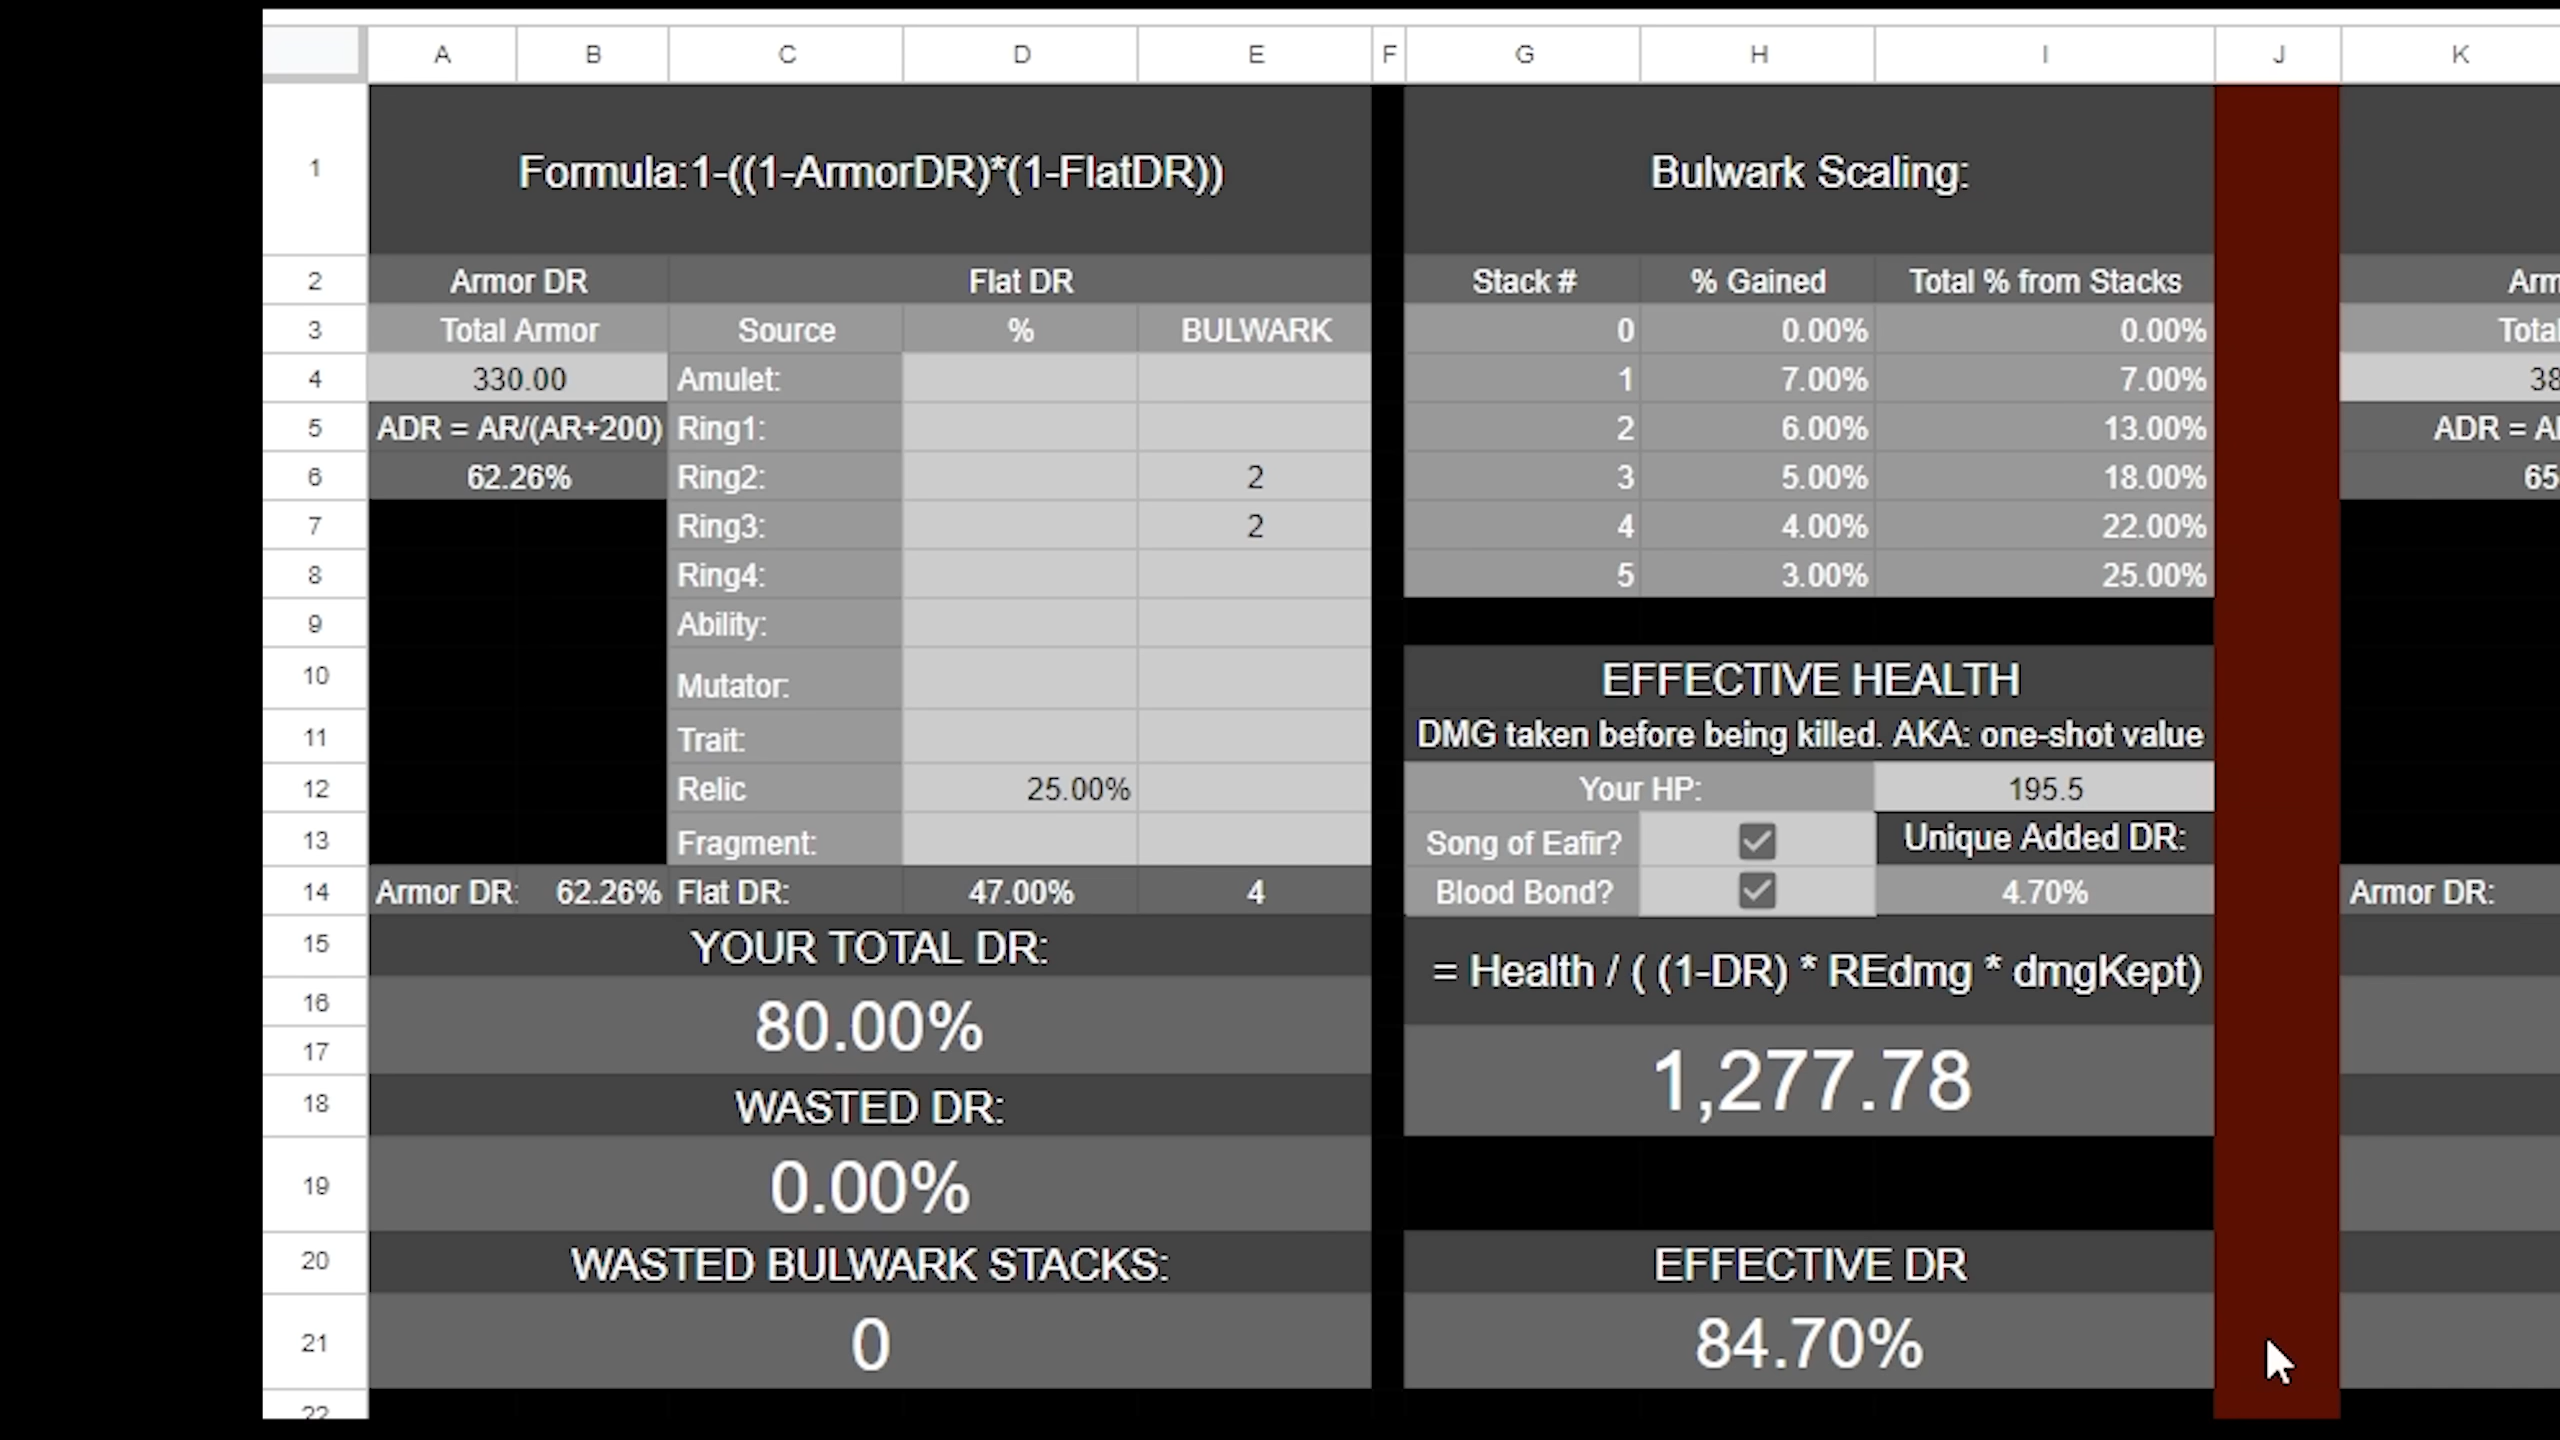 A B C D E F G H I J K
1 Formula:1-((1-ArmorDR)*(1-FlatDR)) Bulwark Scaling:
2 Armor DR Flat DR Stack # % Gained Total % from Stacks
3 Total Armor Source % BULWARK 0 0.00% 0.00%
4 330.00 Amulet: 1 7.00% 7.00% 38
5 ADR = AR/(AR+200) Ring1: 2 6.00% 13.00% ADR =
6 62.26% Ring2: 2 3 5.00% 18.00% 65
7 Ring3: 2 4 4.00% 22.00%
8 Ring4: 5 3.00% 25.00%
9 Ability:
10 Mutator: EFFECTIVE HEALTH
11 Trait: DMG taken before being killed. AKA: one-shot value
12 Relic 25.00% Your HP: 195.5
13 Fragment: Song of Eafir? Unique Added DR:
14 Armor DR: 62.26% Flat DR: 47.00% 4 Blood Bond? 4.70% Armor DR:
15 YOUR TOTAL DR: = Health / ( (1-DR) * REdmg * dmgKept)
16 80.00%
17 1,277.78
18 WASTED DR:
19 0.00%
20 WASTED BULWARK STACKS: EFFECTIVE DR
21 0 84.70%
22